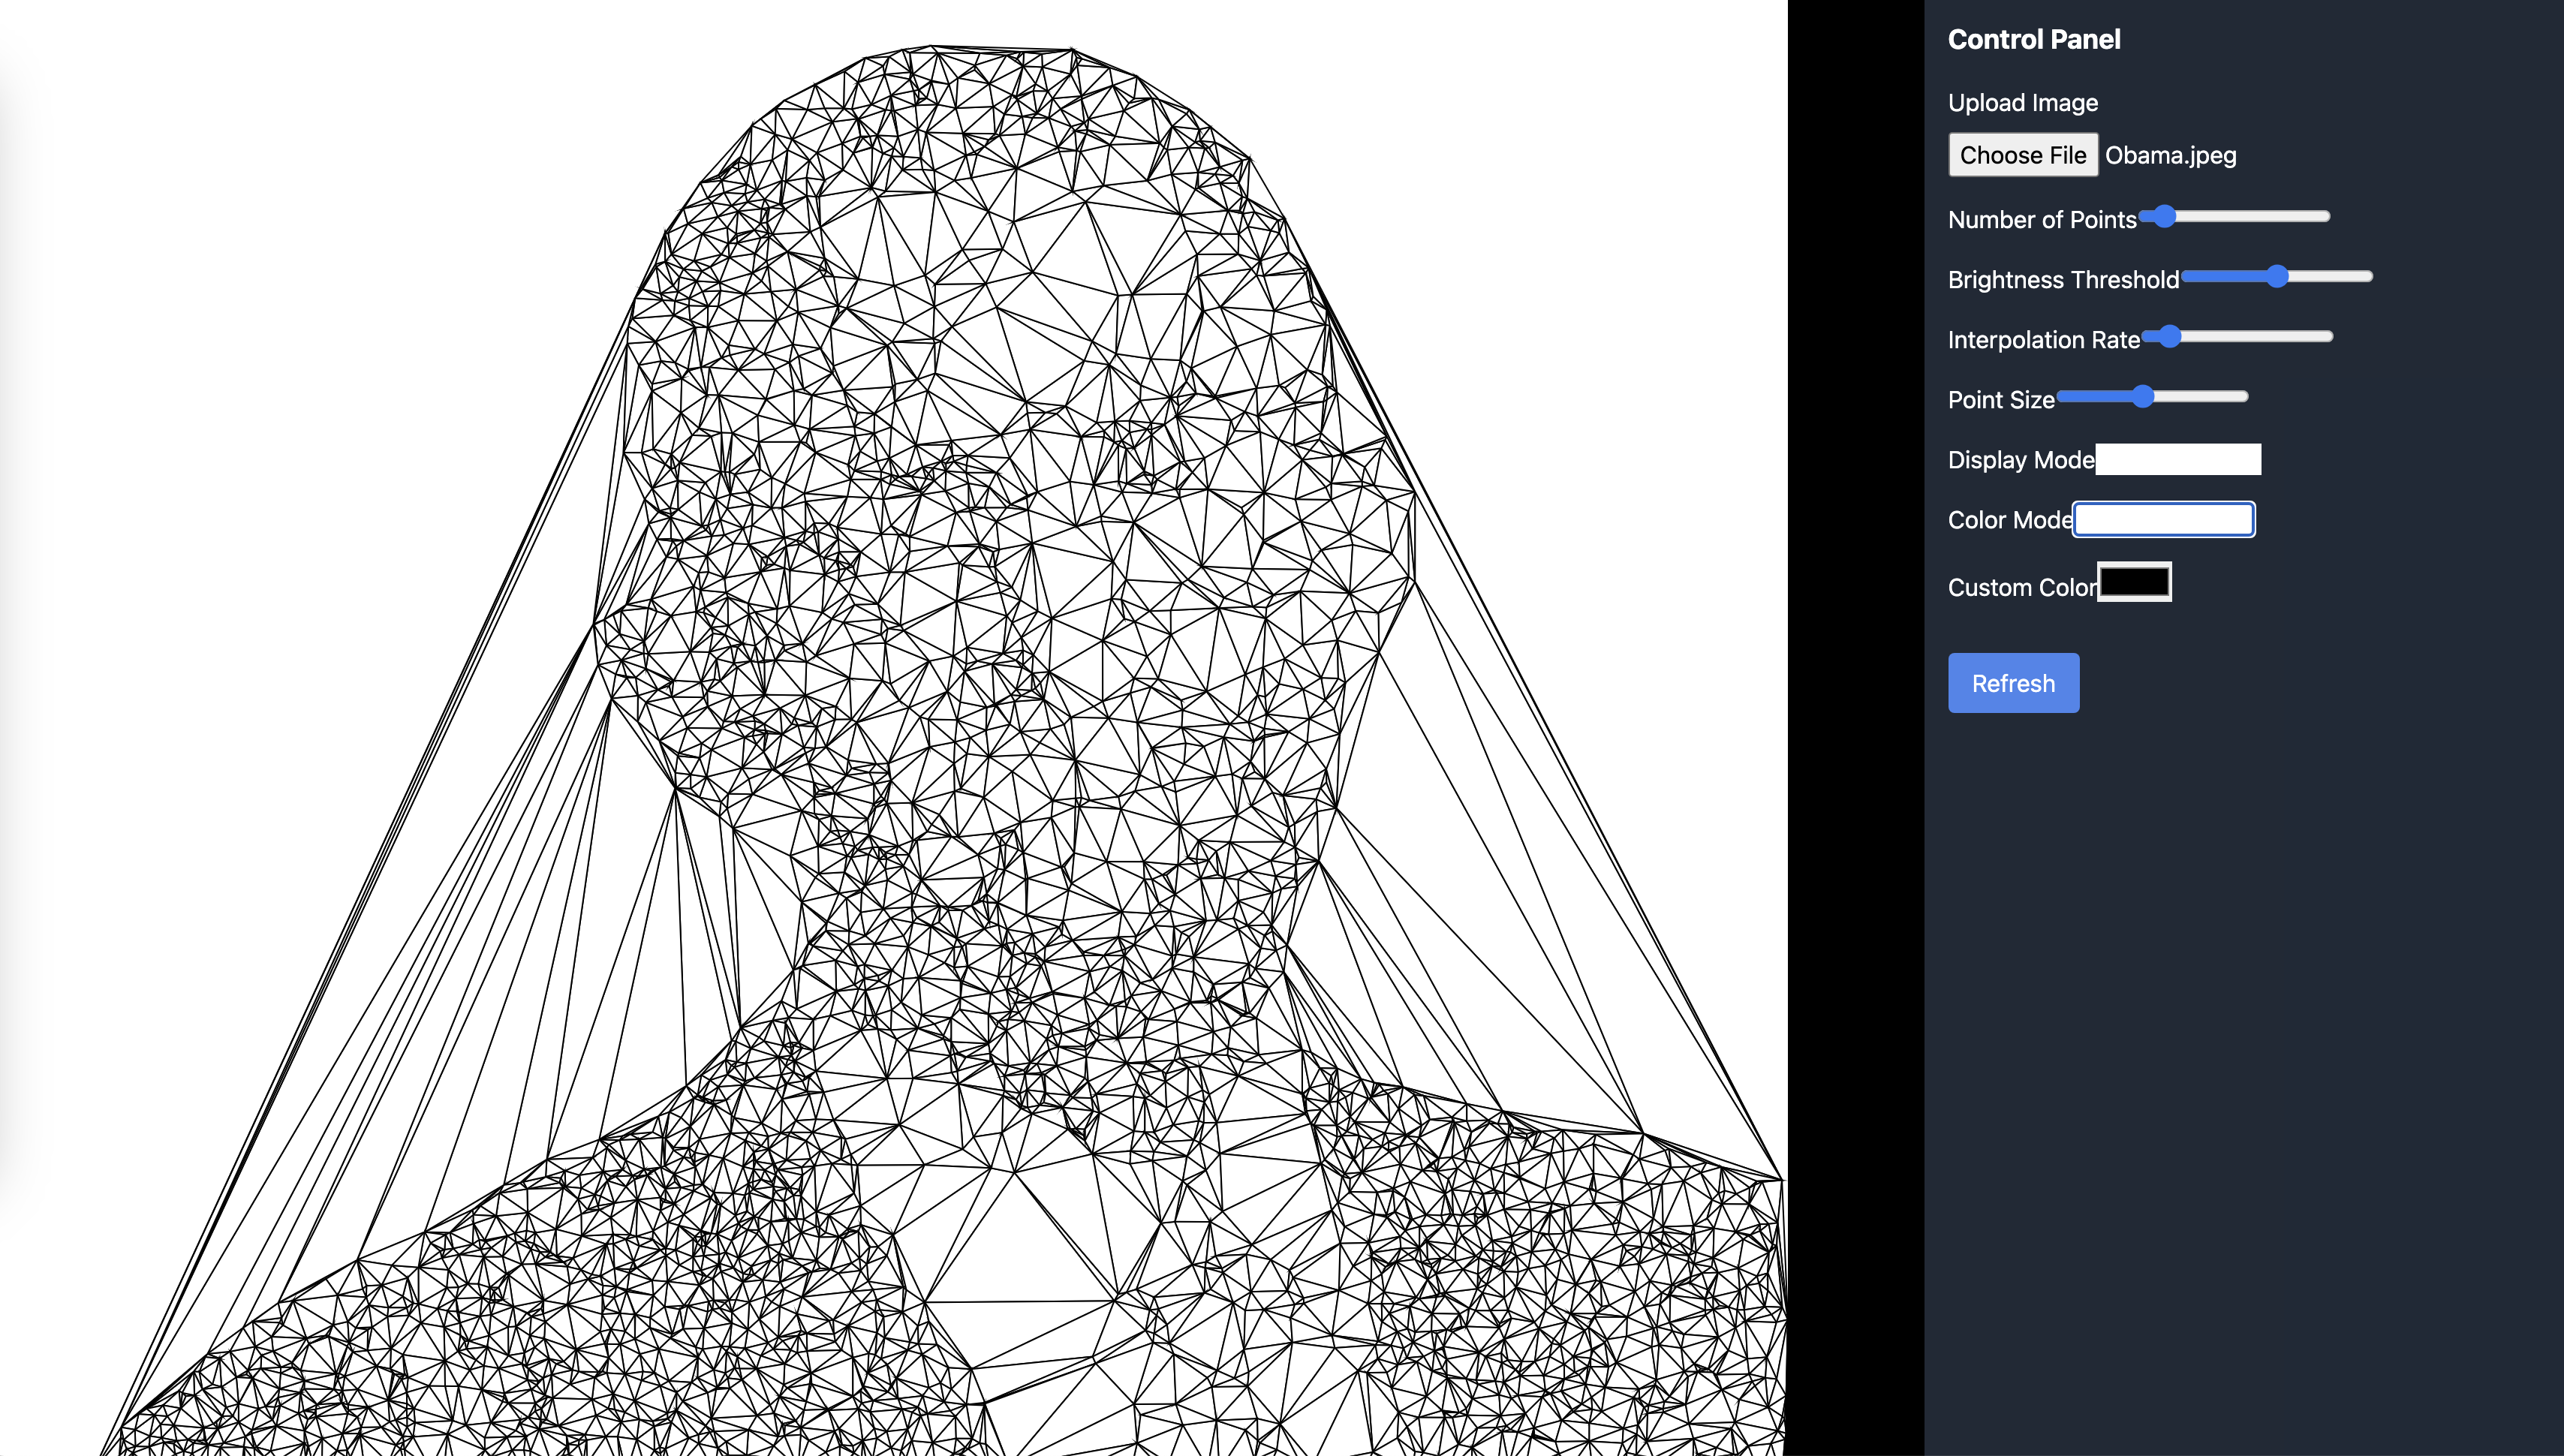 Control Panel
Upload Image
Choose File Obama.jpeg
Number of Points
Brightness Threshold
Interpolation Rate
Point Size
Display Mode
Color Mode
Custom Color
Refresh